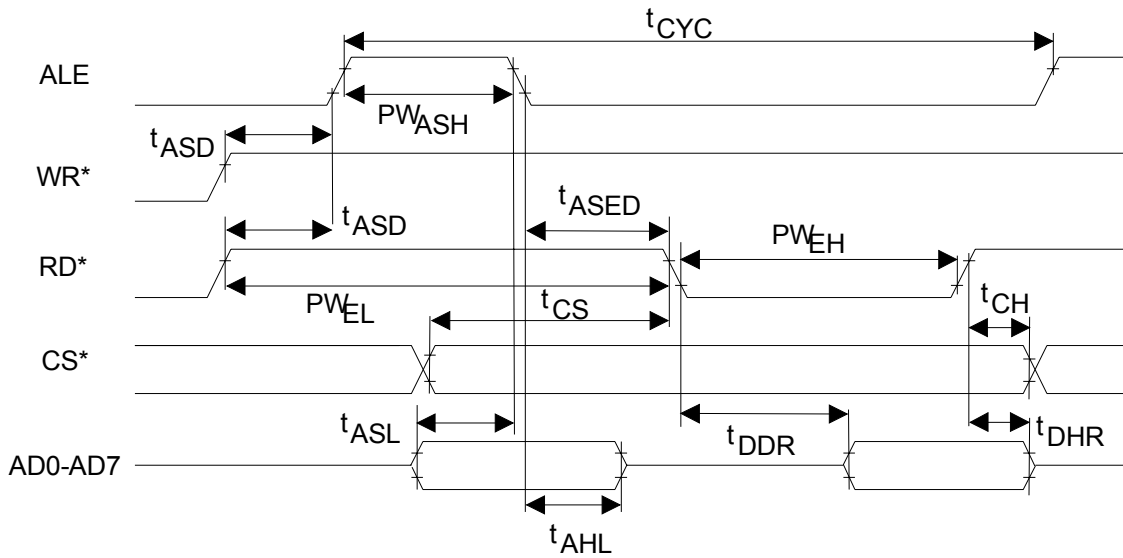 tCYC
ALE
PWASH
tASD
WR*
tASED
tASD
PWEH
RD*
PWEL
tCS
tCH
CS*
tASL
tDDR
tDHR
AD0-AD7
tAHL